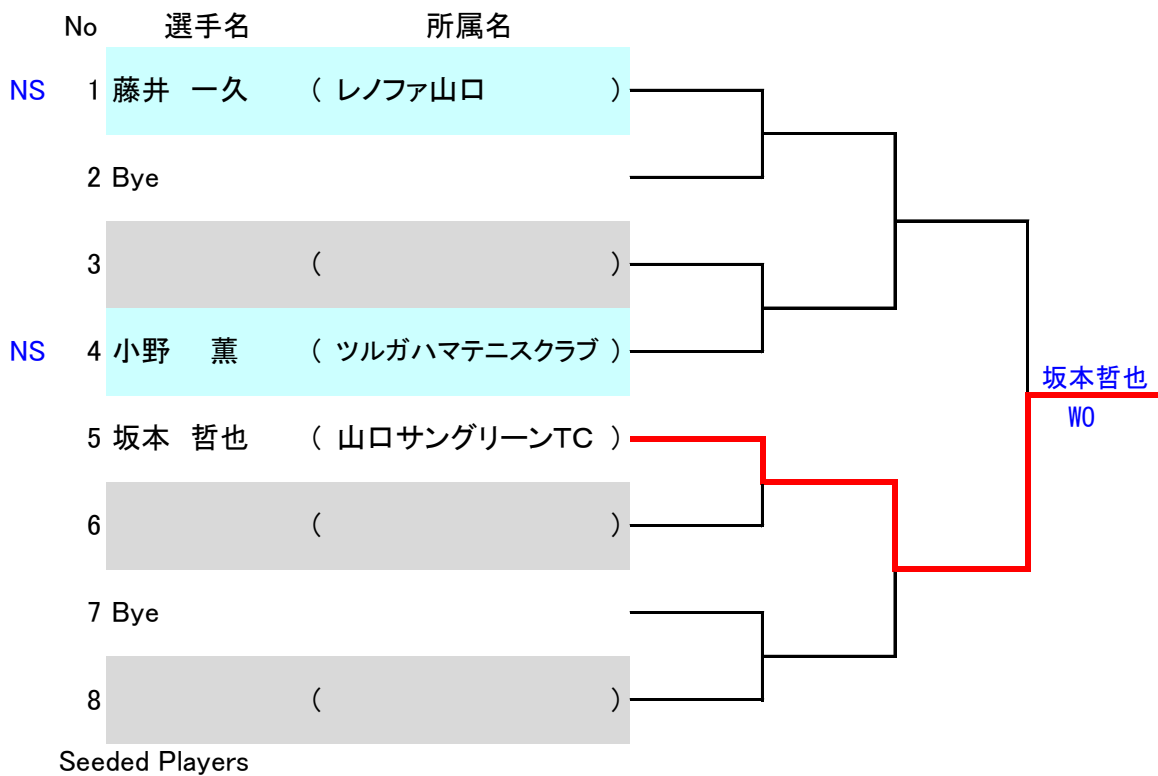 No 選手名 所属名
NS 1 藤井 一久 ( レノファ山口 )
2 Bye
3 ( )
NS 4 小野 薫 ( ツルガハマテニスクラブ )
坂本哲也
WO
5 坂本 哲也 ( 山口サングリーンTC )
6 ( )
7 Bye
8 ( )
Seeded Players